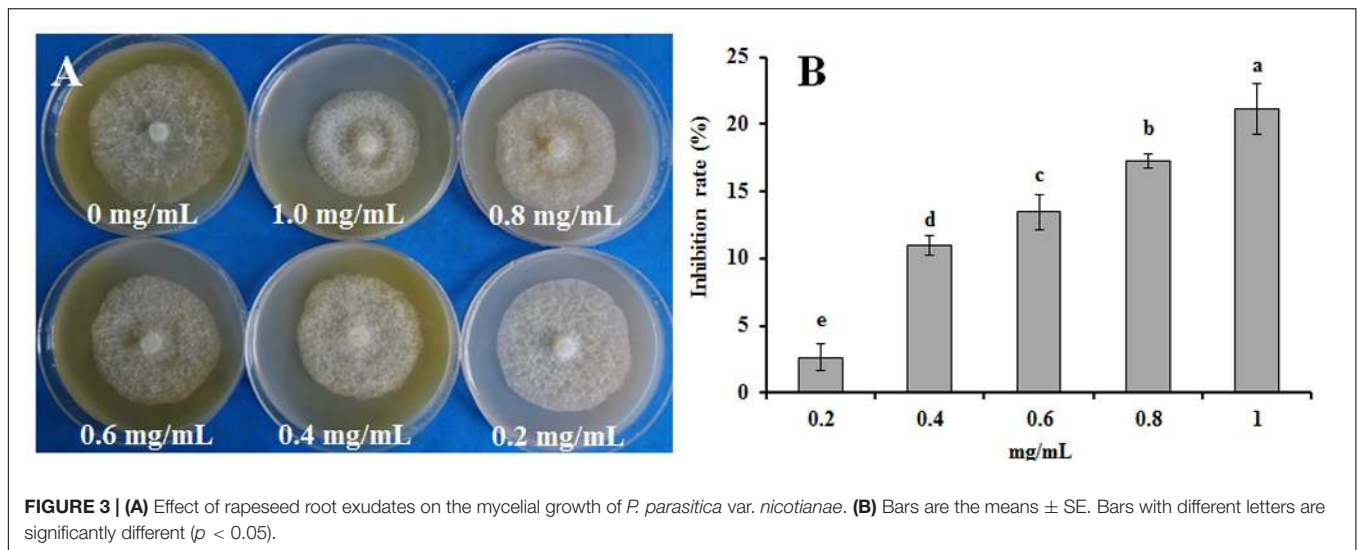 A
0 mg/mL
1.0 mg/mL
0.8 mg/mL
0.6 mg/mL
0.4 mg/mL
0.2 mg/mL
B
Inhibition rate (%)
25
20
15
10
5
0
e
d
c
b
a
0.2
0.4
0.6
0.8
1
mg/mL
FIGURE 3 | (A) Effect of rapeseed root exudates on the mycelial growth of P. parasitica var. nicotianae. (B) Bars are the means ± SE. Bars with different letters are
significantly different (p < 0.05).